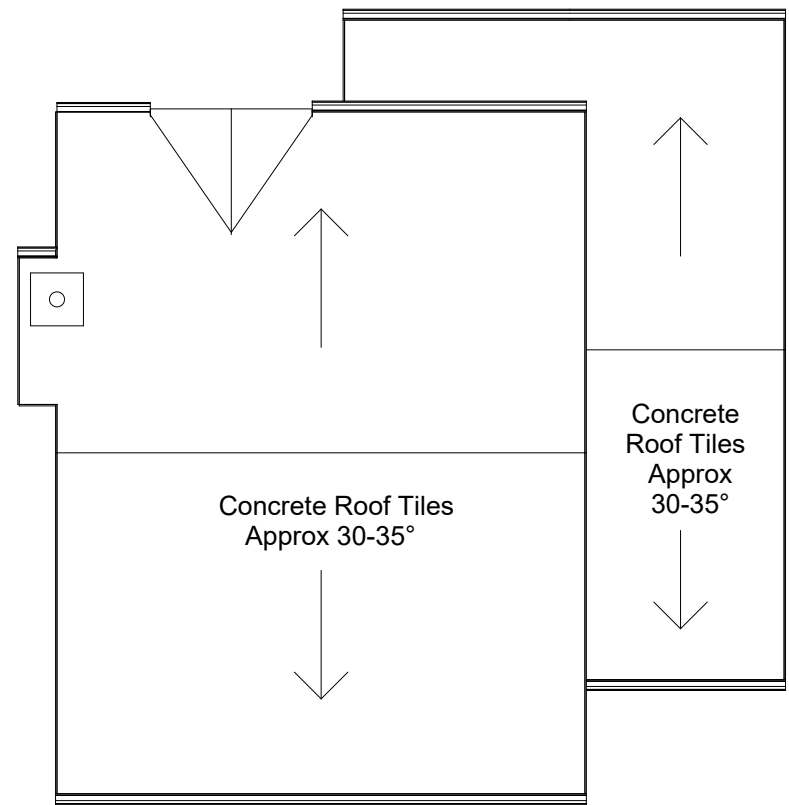 Concrete
Roof Tiles
Approx
30-35°
Concrete Roof Tiles
Approx 30-35°